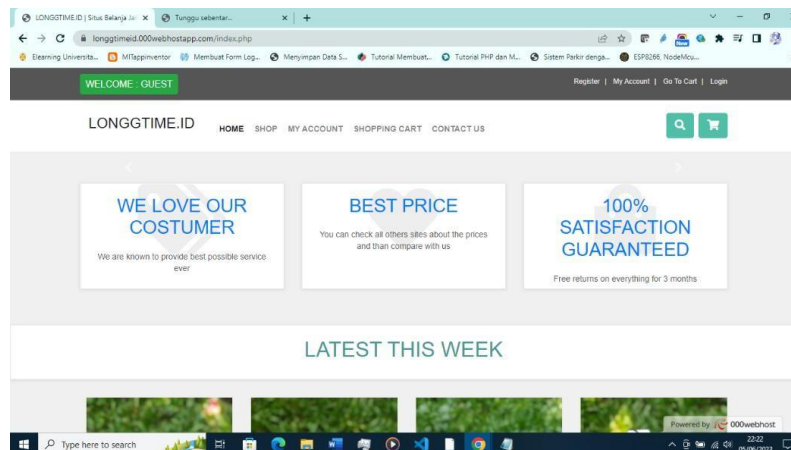 LONGGTIME.ID | Situs Belanja Ja
Tunggu sebentar...
longgtimeid.000webhostapp.com/index.php
New
Elearning Universita...
MITappinventor
Membuat Form Log...
Menyimpan Data S...
Tutorial Membuat...
Tutorial PHP dan M...
Sistem Parkir denga...
ESP8266, NodeMcu...
WELCOME : GUEST
Register | My Account | Go To Cart | Login
LONGGTIME.ID
HOME SHOP MY ACCOUNT SHOPPING CART CONTACT US
WE LOVE OUR
COSTUMER
We are known to provide best possible service
ever
BEST PRICE
You can check all others sites about the prices
and than compare with us
100%
SATISFACTION
GUARANTEED
Free returns on everything for 3 months
LATEST THIS WEEK
Powered by 000webhost
Type here to search
22:22
05/06/2023